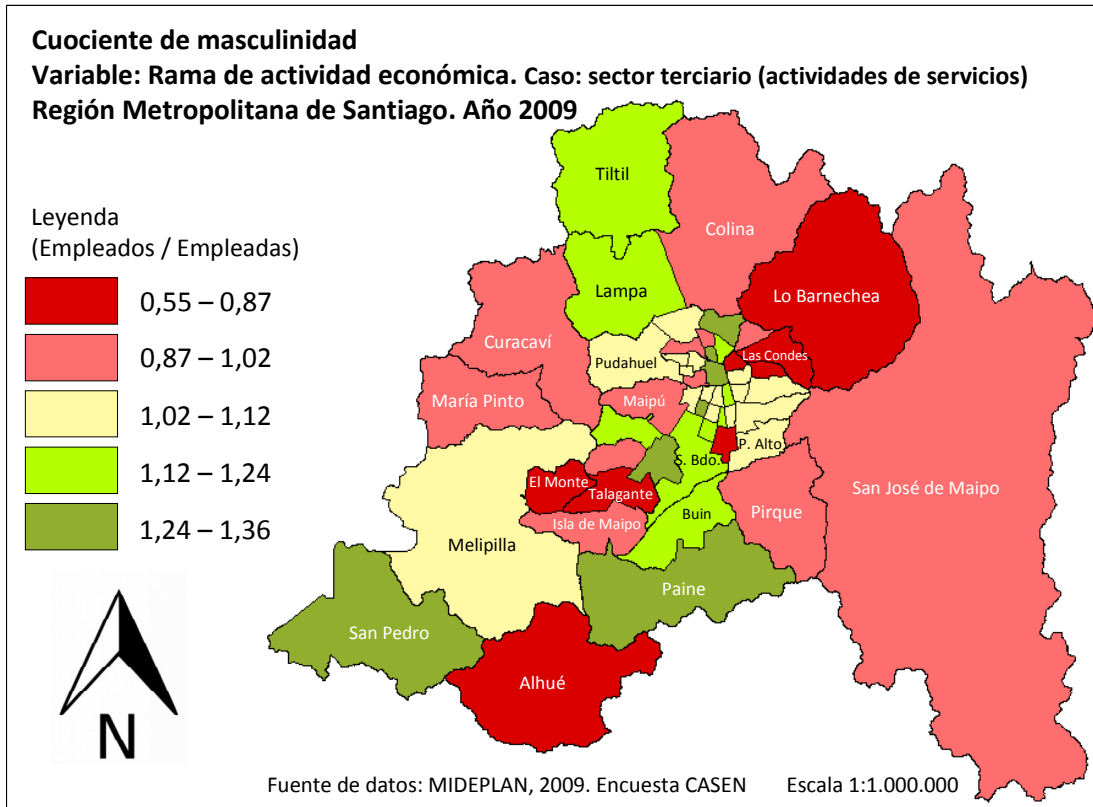 Cuociente de masculinidad
Variable: Rama de actividad económica. Caso: sector terciario (actividades de servicios)
Región Metropolitana de Santiago. Año 2009
Leyenda
(Empleados / Empleadas)
0,55 – 0,87
0,87 – 1,02
1,02 – 1,12
1,12 – 1,24
1,24 – 1,36
Tiltil
Colina
Lampa
Lo Barnechea
Curacaví
Las Condes
Pudahuel
María Pinto
Maipú
P. Alto
S. Bdo.
El Monte
Talagante
San José de Maipo
Buin
Pirque
Isla de Maipo
Melipilla
Paine
San Pedro
Alhué
N
Fuente de datos: MIDEPLAN, 2009. Encuesta CASEN Escala 1:1.000.000